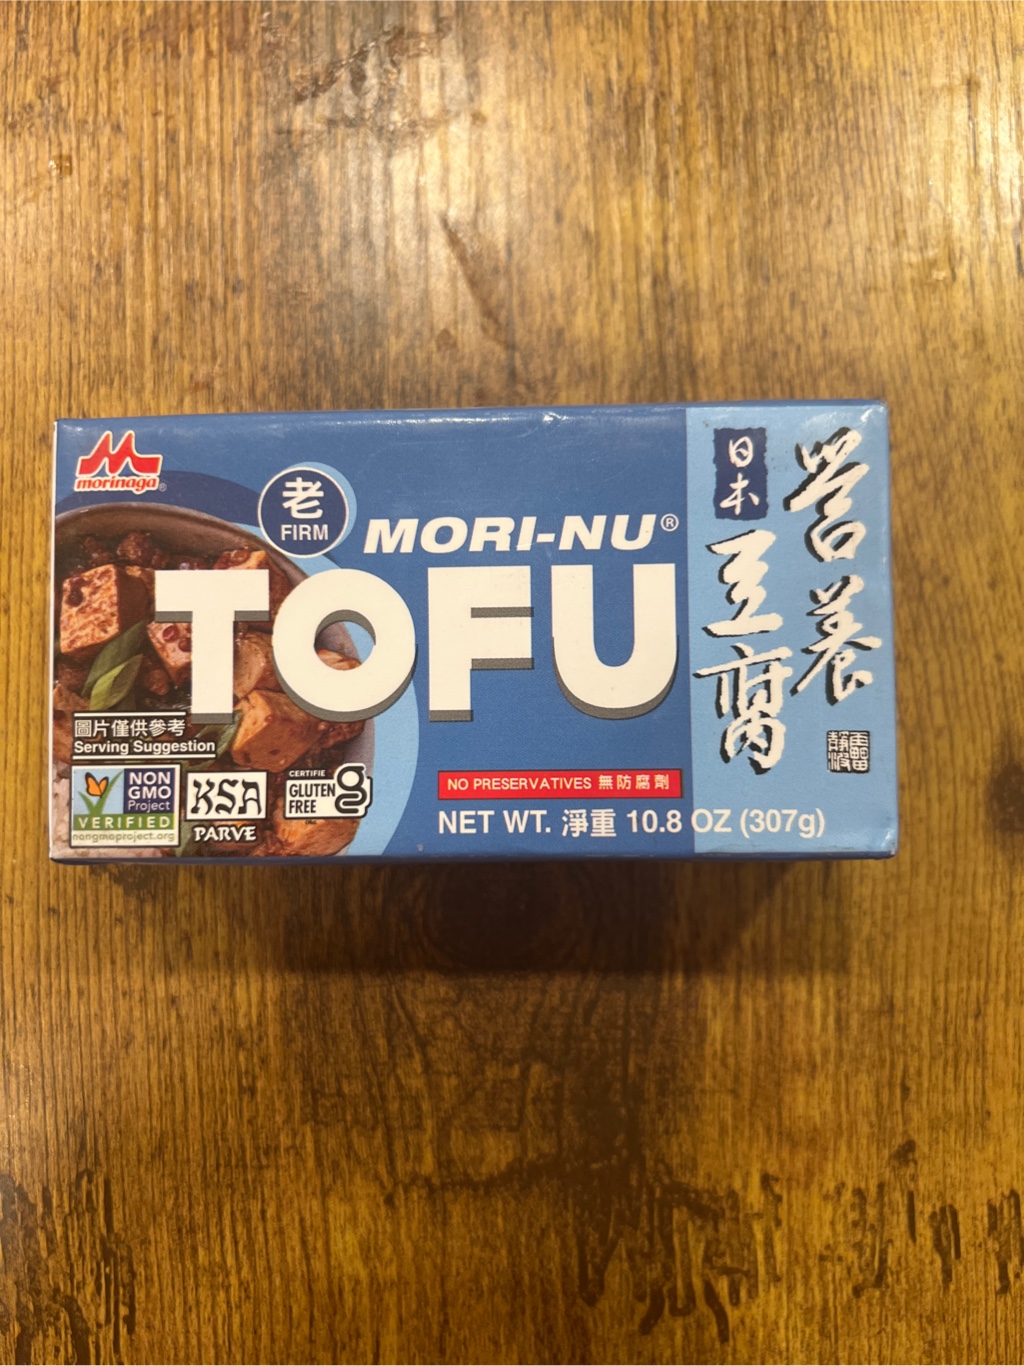 morinaga®
老
FIRM
MORI-NU®
TOFU
圖片僅供參考
Serving Suggestion
NON
GMO
Project
VERIFIED
nongmoproject.org
KSA
PARVE
CERTIFIE
GLUTEN
FREE
NO PRESERVATIVES 無防腐劑
NET WT. 淨重 10.8 OZ (307g)
營養
日本
豆腐